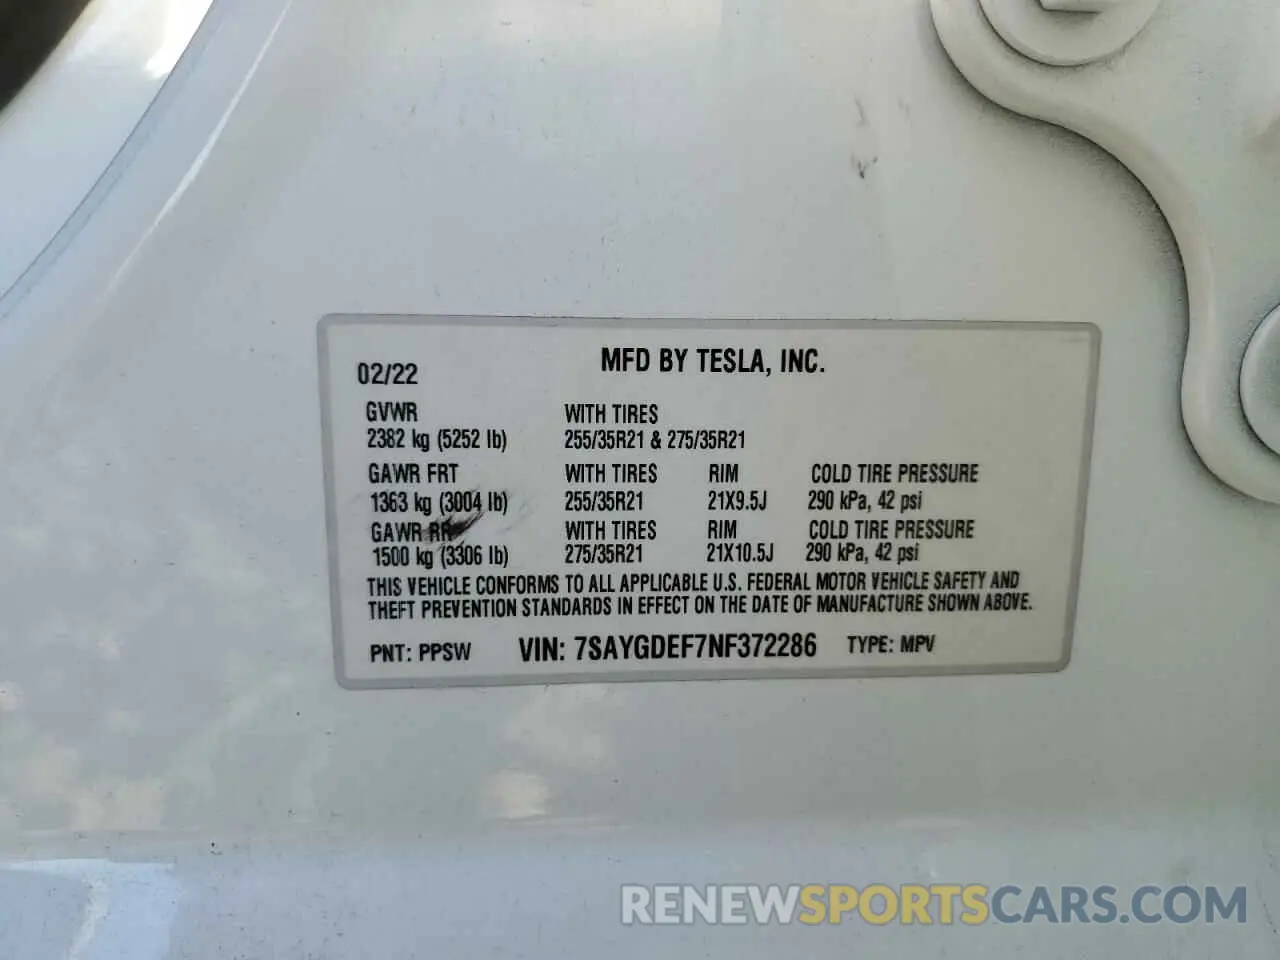 MFD BY TESLA, INC.
02/22
GVWR WITH TIRES
2382 kg (5252 lb) 255/35R21 & 275/35R21
GAWR FRT WITH TIRES RIM COLD TIRE PRESSURE
1363 kg (3004 lb) 255/35R21 21X9.5J 290 kPa, 42 psi
GAWR RR WITH TIRES RIM COLD TIRE PRESSURE
1500 kg (3306 lb) 275/35R21 21X10.5J 290 kPa, 42 psi
THIS VEHICLE CONFORMS TO ALL APPLICABLE U.S. FEDERAL MOTOR VEHICLE SAFETY AND
THEFT PREVENTION STANDARDS IN EFFECT ON THE DATE OF MANUFACTURE SHOWN ABOVE.
PNT: PPSW VIN: 7SAYGDEF7NF372286 TYPE: MPV
RENEWSPORTSCARS.COM